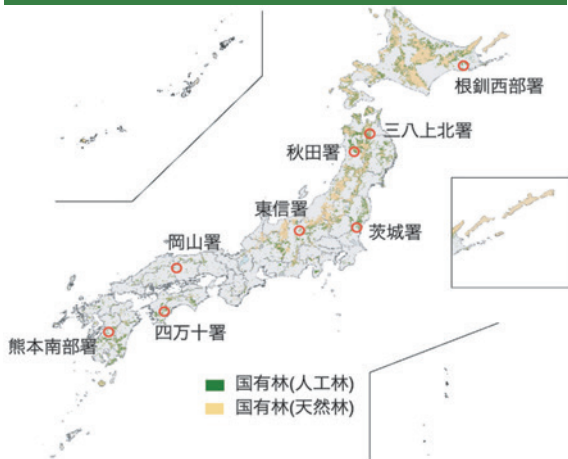 根釧西部署
三八上北署
秋田署
東信署
茨城署
岡山署
四万十署
熊本南部署
国有林(人工林)
国有林(天然林)